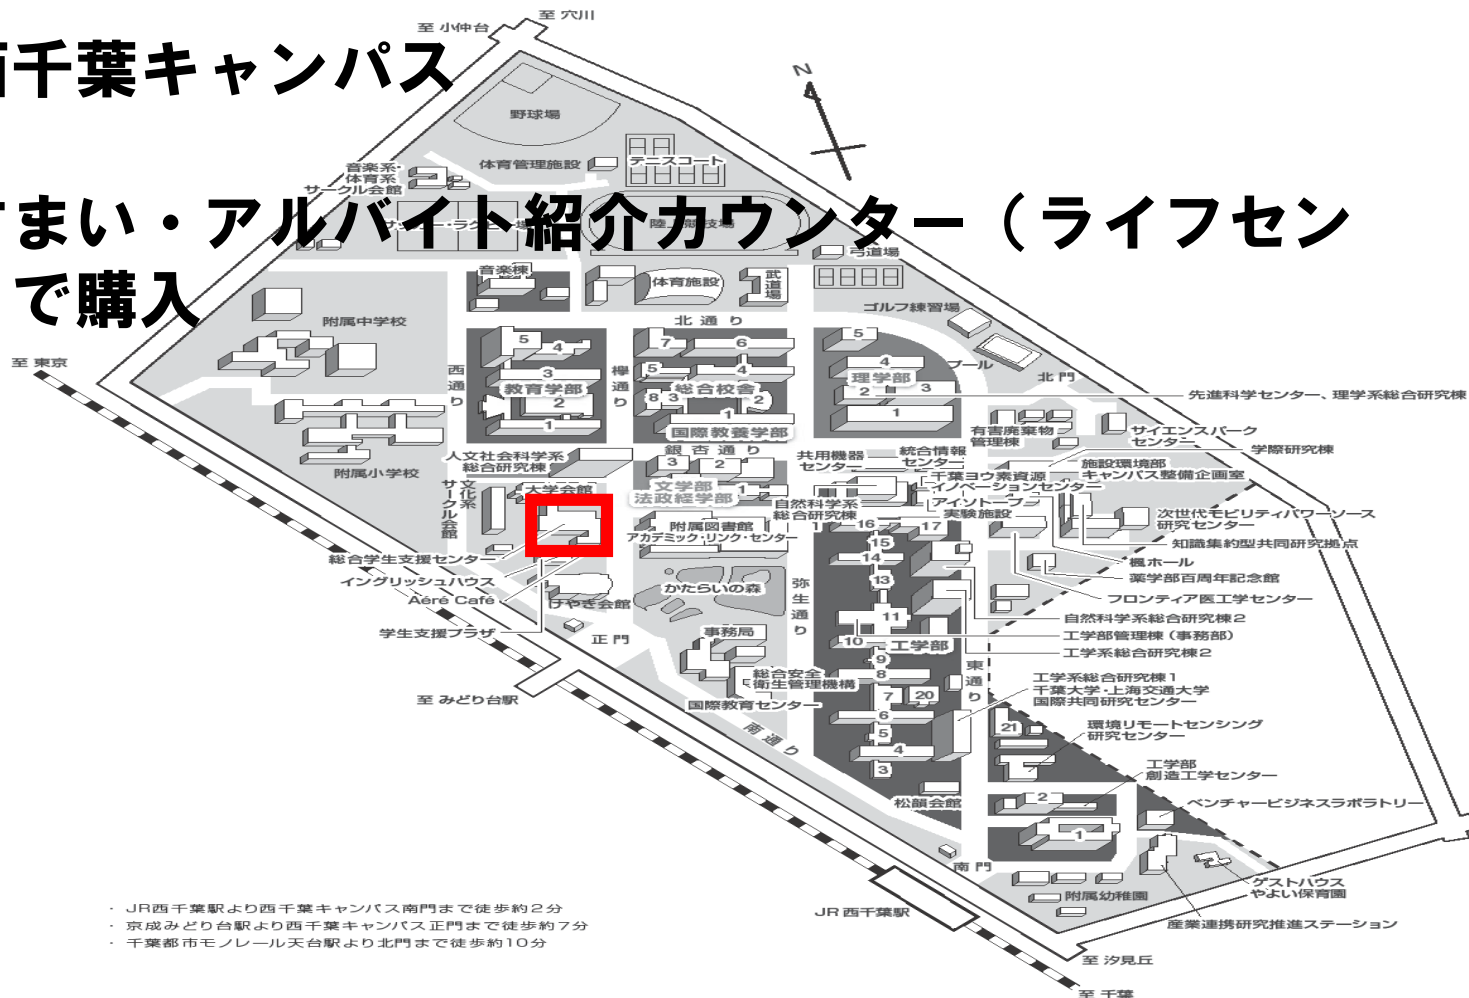 至 穴川
至 小仲台
西千葉キャンパス
N
野球場
体育管理施設
テニスコート
音楽系・
体育系
サークル会館
すまい・アルバイト紹介カウンター（ライフセン
陸上競技場
サッカー・ラグビー場
弓道場
で購入
音楽棟
体育施設
武道場
ゴルフ練習場
附属中学校
北通り
至 東京
西通り
欅通り
5
4
3
教育学部
2
1
7
6
5
4
総合校舎
8
3
2
1
国際教養学部
5
4
理学部
3
2
1
プール
北門
先進科学センター、理学系総合研究棟
有害廃棄物
管理棟
サイエンスパーク
センター
学際研究棟
附属小学校
人文社会科学系
総合研究棟
銀杏通り
3
2
1
文学部
法政経学部
共用機器
センター
統合情報
センター
施設環境部
キャンパス整備企画室
千葉ヨウ素資源
イノベーションセンター
アイソトープ
実験施設
自然科学系
総合研究棟
1
文化系
サークル会館
大学会館
附属図書館
アカデミック・リンク・センター
次世代モビリティパワーソース
研究センター
知識集約型共同研究拠点
楓ホール
薬学部百周年記念館
フロンティア医工学センター
総合学生支援センター
イングリッシュハウス
Aéré Café
けやき会館
学生支援プラザ
かたらいの森
弥生通り
16
17
15
14
13
11
10
工学部
9
8
7
20
6
5
4
3
自然科学系総合研究棟2
工学部管理棟（事務部）
工学系総合研究棟2
正門
事務局
総合安全
衛生管理機構
国際教育センター
東通り
工学系総合研究棟1
千葉大学・上海交通大学
国際共同研究センター
至 みどり台駅
南通り
21
環境リモートセンシング
研究センター
工学部
創造工学センター
松韻会館
2
1
ベンチャービジネスラボラトリー
南門
附属幼稚園
ゲストハウス
やよい保育園
産業連携研究推進ステーション
JR 西千葉駅
・ JR西千葉駅より西千葉キャンパス南門まで徒歩約2分
・ 京成みどり台駅より西千葉キャンパス正門まで徒歩約7分
・ 千葉都市モノレール天台駅より北門まで徒歩約10分
至 汐見丘
至 千葉